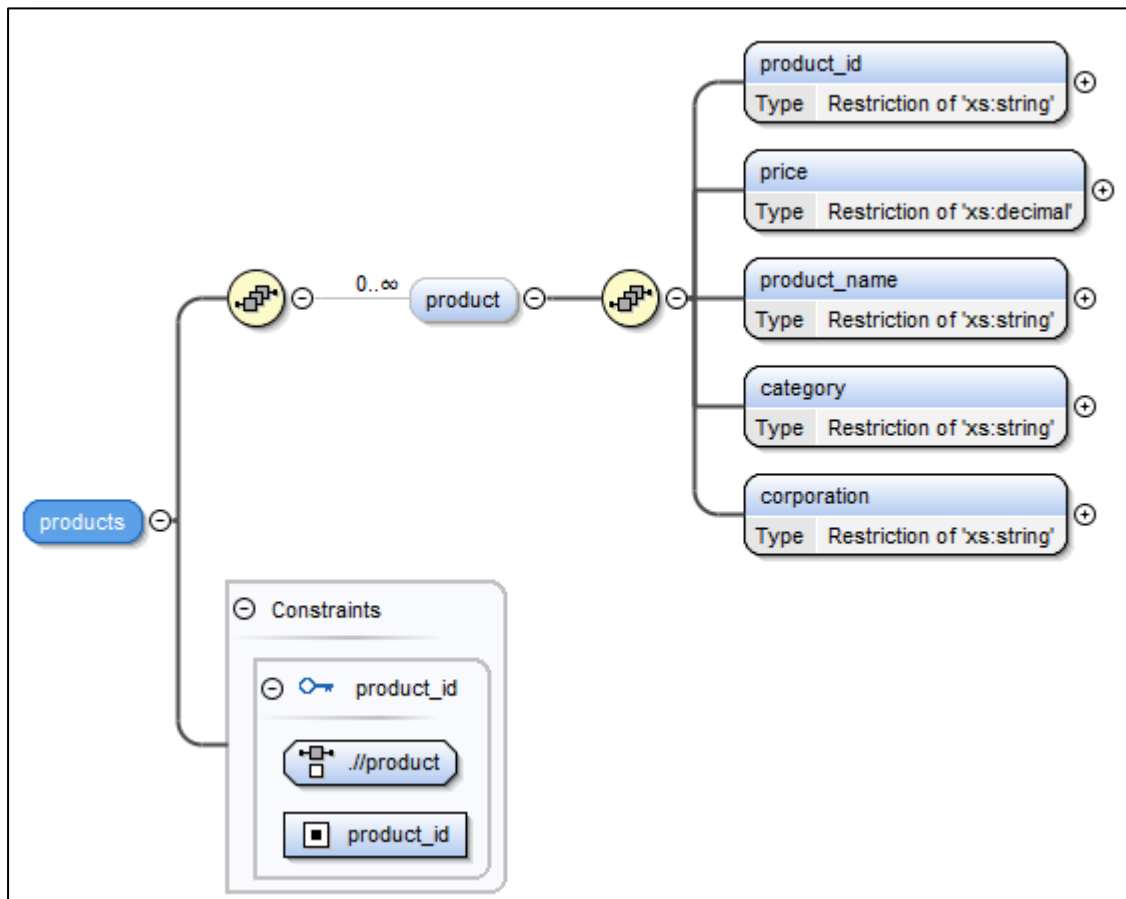 product_id
Type Restriction of 'xs:string'
price
Type Restriction of 'xs:decimal'
0..∞
product
product_name
Type Restriction of 'xs:string'
category
Type Restriction of 'xs:string'
corporation
Type Restriction of 'xs:string'
products
Constraints
product_id
.//product
product_id